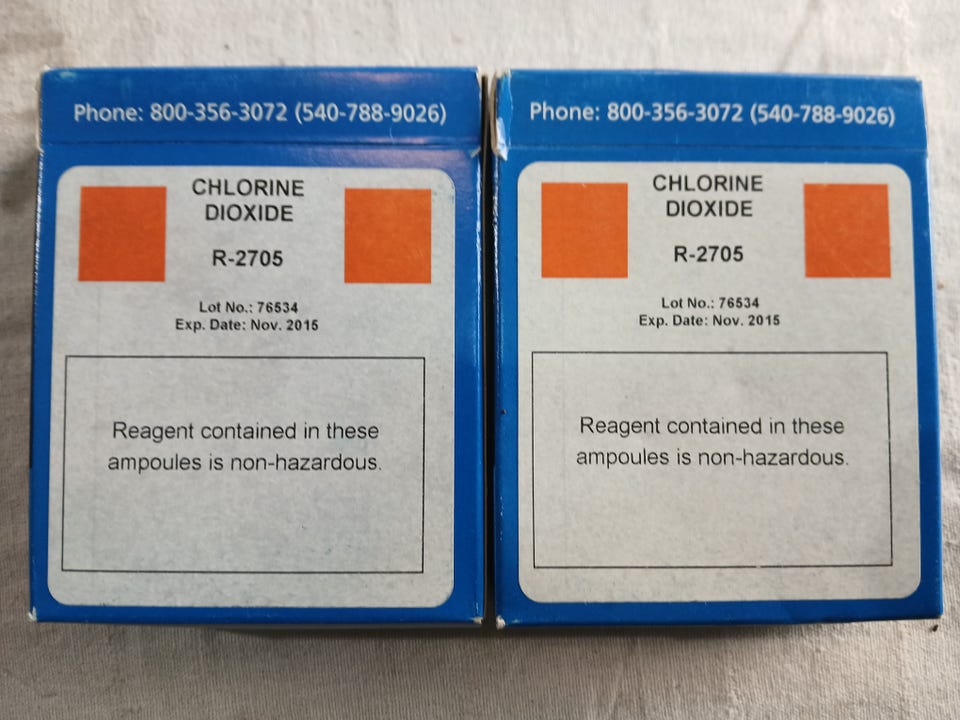 Phone: 800-356-3072 (540-788-9026)
CHLORINE
DIOXIDE
R-2705
Lot No.: 76534
Exp. Date: Nov. 2015
Reagent contained in these
ampoules is non-hazardous.
Phone: 800-356-3072 (540-788-9026)
CHLORINE
DIOXIDE
R-2705
Lot No.: 76534
Exp. Date: Nov. 2015
Reagent contained in these
ampoules is non-hazardous.